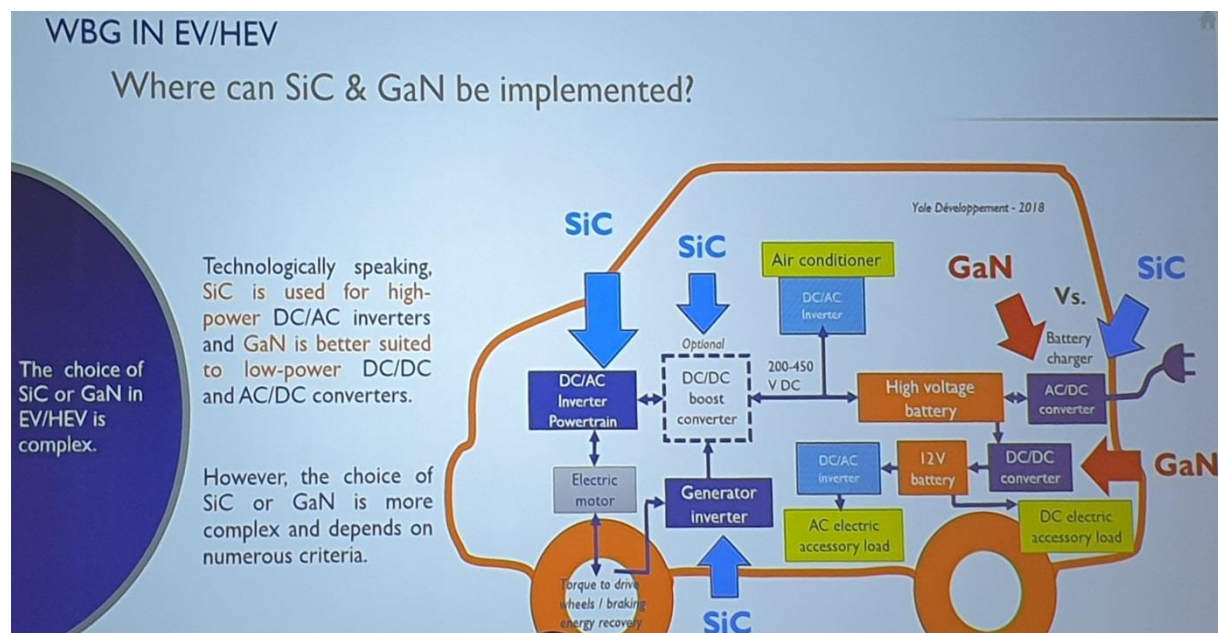 WBG IN EV/HEV
Where can SiC & GaN be implemented?
The choice of
SiC or GaN in
EV/HEV is
complex.
Technologically speaking,
SiC is used for high-
power DC/AC inverters
and GaN is better suited
to low-power DC/DC
and AC/DC converters.
However, the choice of
SiC or GaN is more
complex and depends on
numerous criteria.
Yole Développement - 2018
SiC
SiC
Air conditioner
DC/AC
Inverter
GaN
Vs.
SiC
Battery
charger
Optional
DC/DC
boost
converter
200-450
V DC
DC/AC
Inverter
Powertrain
High voltage
battery
AC/DC
converter
Electric
motor
Generator
inverter
DC/AC
inverter
12V
battery
DC/DC
converter
GaN
AC electric
accessory load
DC electric
accessory load
Torque to drive
wheels / braking
energy recovery
SiC